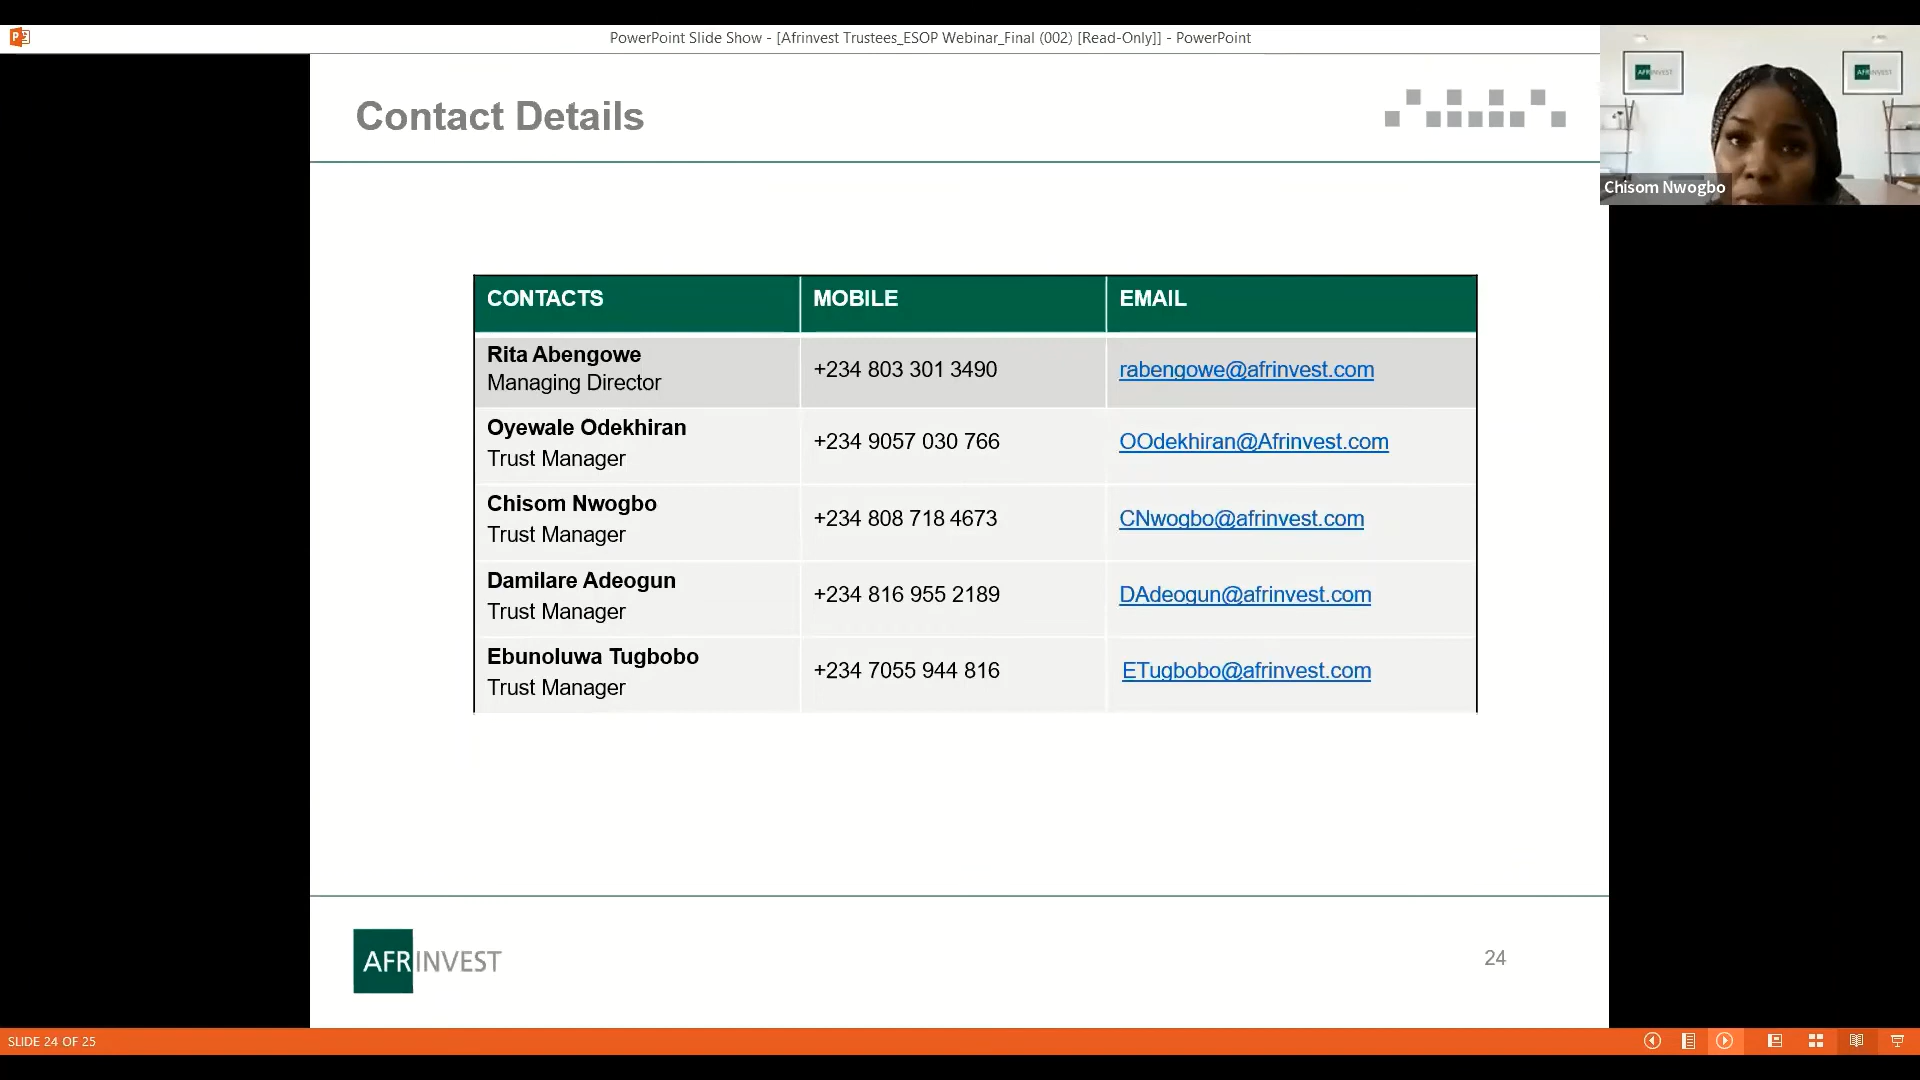 PowerPoint Slide Show - [Afrinvest Trustees_ESOP Webinar_Final (002) [Read-Only]] - PowerPoint
Contact Details
AFRINVEST
AFRINVEST
Chisom Nwogbo
CONTACTS MOBILE EMAIL
Rita Abengowe
Managing Director
+234 803 301 3490
rabengowe@afrinvest.com
Oyewale Odekhiran
Trust Manager
+234 9057 030 766
OOdekhiran@Afrinvest.com
Chisom Nwogbo
Trust Manager
+234 808 718 4673
CNwogbo@afrinvest.com
Damilare Adeogun
Trust Manager
+234 816 955 2189
DAdeogun@afrinvest.com
Ebunoluwa Tugbobo
Trust Manager
+234 7055 944 816
ETugbobo@afrinvest.com
AFRINVEST
24
SLIDE 24 OF 25